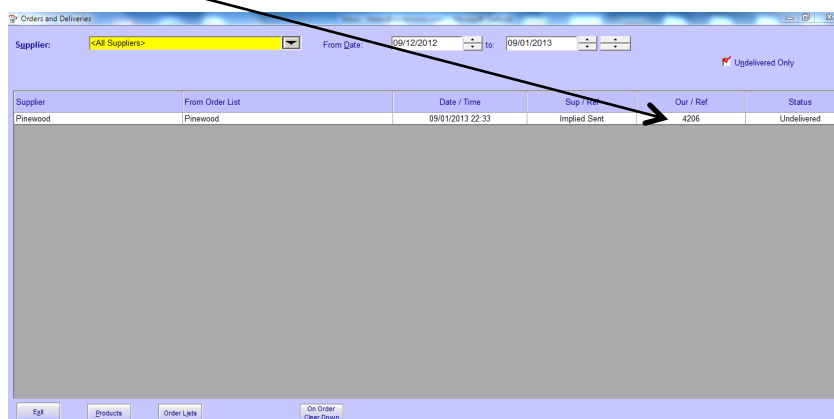 Orders and Deliveries
Supplier: <All Suppliers> From Date: 09/12/2012 to: 09/01/2013
Undelivered Only
Supplier From Order List Date / Time Sup / Ref Our / Ref Status
Pinewood Pinewood 09/01/2013 22:33 Implied Sent 4206 Undelivered
Exit Products Order Lists On Order
Clear Down